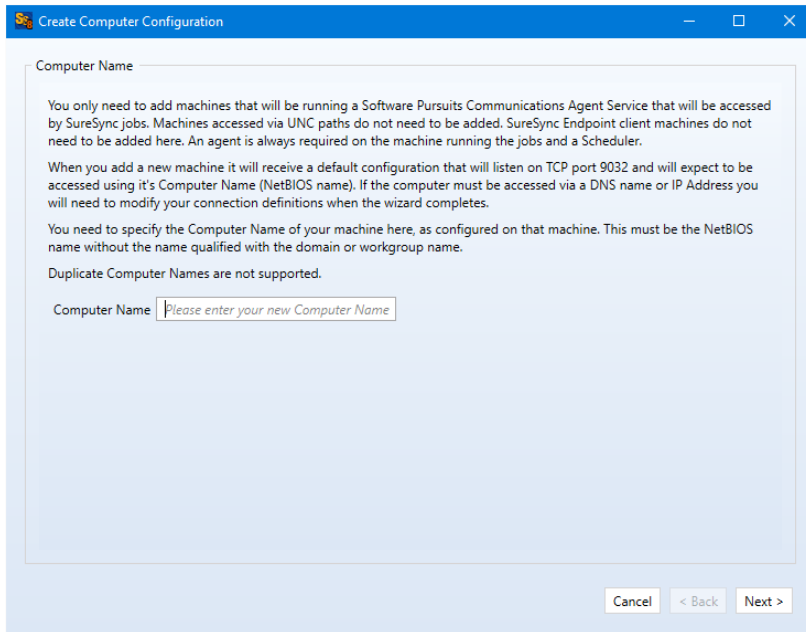 Create Computer Configuration
Computer Name
You only need to add machines that will be running a Software Pursuits Communications Agent Service that will be accessed
by SureSync jobs. Machines accessed via UNC paths do not need to be added. SureSync Endpoint client machines do not
need to be added here. An agent is always required on the machine running the jobs and a Scheduler.
When you add a new machine it will receive a default configuration that will listen on TCP port 9032 and will expect to be
accessed using it's Computer Name (NetBIOS name). If the computer must be accessed via a DNS name or IP Address you
will need to modify your connection definitions when the wizard completes.
You need to specify the Computer Name of your machine here, as configured on that machine. This must be the NetBIOS
name without the name qualified with the domain or workgroup name.
Duplicate Computer Names are not supported.
Computer Name Please enter your new Computer Name
Cancel < Back Next >